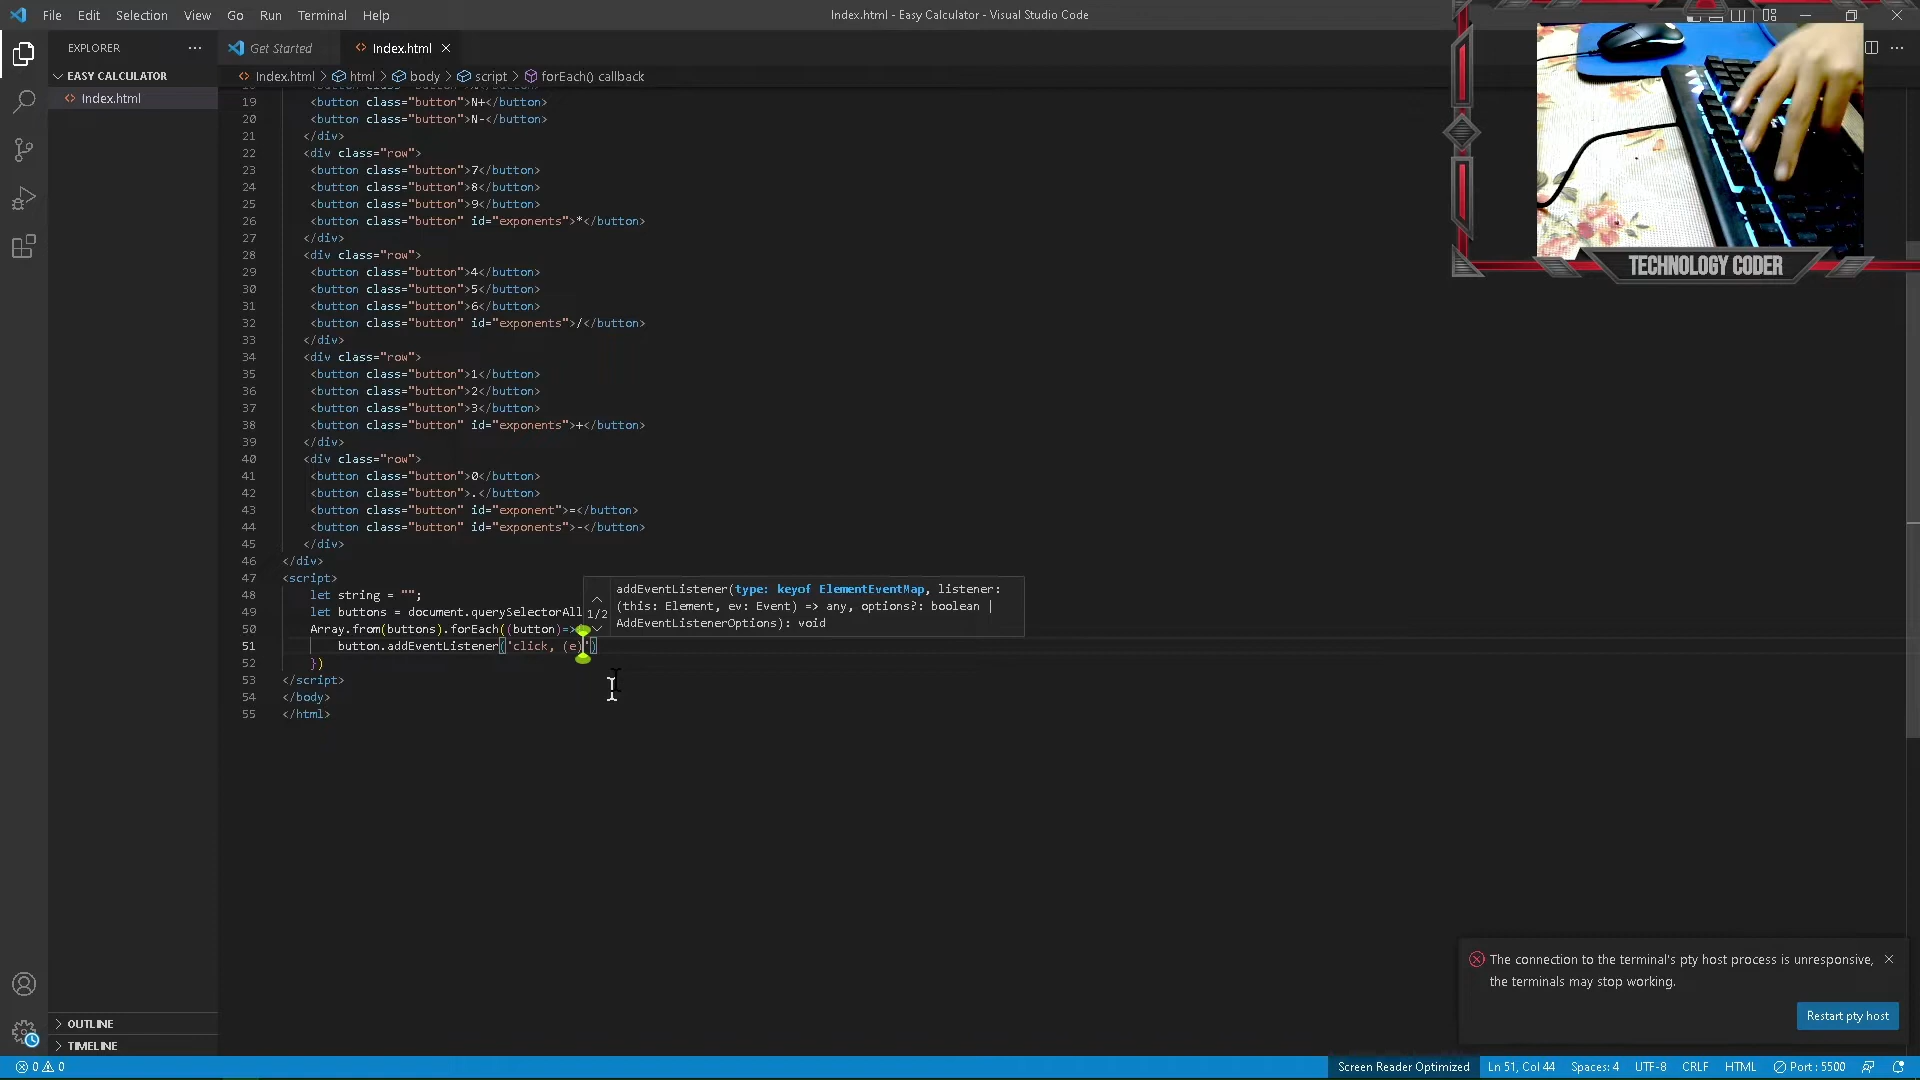 File Edit Selection View Go Run Terminal Help
Index.html - Easy Calculator - Visual Studio Code
EXPLORER
EASY CALCULATOR
Index.html
Get Started
Index.html
Index.html > html > body > script > forEach() callback
19 <button class="button">N+</button>
20 <button class="button">N-</button>
21 </div>
22 <div class="row">
23 <button class="button">7</button>
24 <button class="button">8</button>
25 <button class="button">9</button>
26 <button class="button" id="exponents">*</button>
27 </div>
28 <div class="row">
29 <button class="button">4</button>
30 <button class="button">5</button>
31 <button class="button">6</button>
32 <button class="button" id="exponents">/</button>
33 </div>
34 <div class="row">
35 <button class="button">1</button>
36 <button class="button">2</button>
37 <button class="button">3</button>
38 <button class="button" id="exponents">+</button>
39 </div>
40 <div class="row">
41 <button class="button">0</button>
42 <button class="button">.</button>
43 <button class="button" id="exponent">=</button>
44 <button class="button" id="exponents">-</button>
45 </div>
46 </div>
47 <script>
48 let string = "";
49 let buttons = document.querySelectorAll
50 Array.from(buttons).forEach((button)=>
51 button.addEventListener('click, (e)')
52 })
53 </script>
54 </body>
55 </html>
1/2
addEventListener(type: keyof ElementEventMap, listener:
(this: Element, ev: Event) => any, options?: boolean |
AddEventListenerOptions): void
TECHNOLOGY CODER
The connection to the terminal's pty host process is unresponsive,
the terminals may stop working.
Restart pty host
OUTLINE
TIMELINE
0 0
Screen Reader Optimized Ln 51, Col 44 Spaces: 4 UTF-8 CRLF HTML Port : 5500